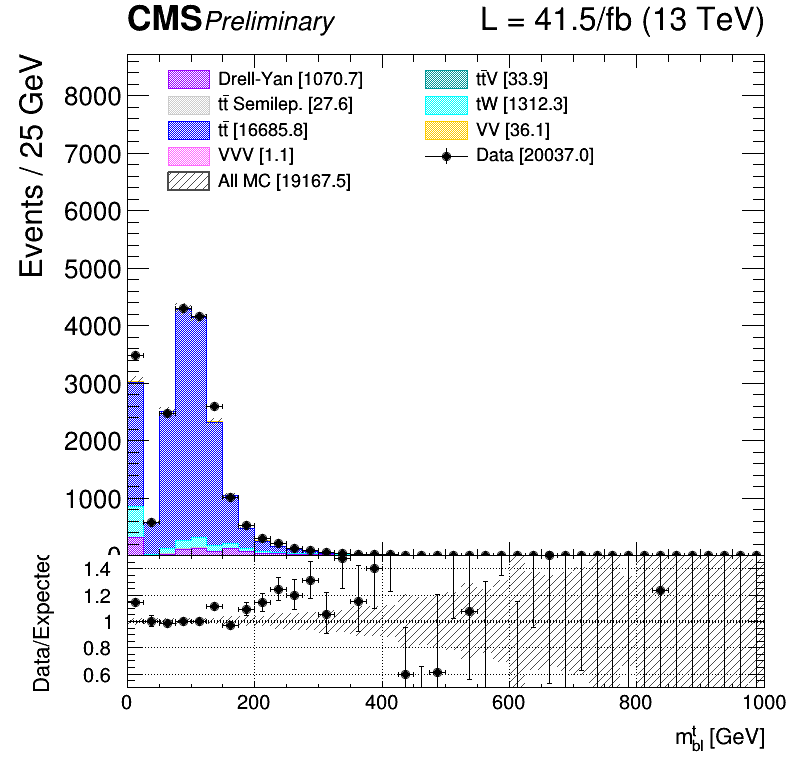 CMS Preliminary L = 41.5/fb (13 TeV)
Events / 25 GeV
Drell-Yan [1070.7]
tt̄ Semilep. [27.6]
tt̄ [16685.8]
VVV [1.1]
All MC [19167.5]
tt̄V [33.9]
tW [1312.3]
VV [36.1]
Data [20037.0]
8000
7000
6000
5000
4000
3000
2000
1000
0
Data/Expected
1.4
1.2
1
0.8
0.6
0 200 400 600 800 1000
m^t_bl [GeV]